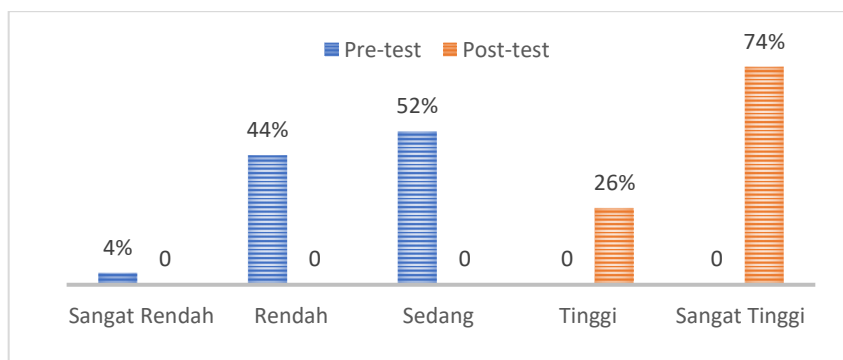 Pre-test Post-test
74%
52%
44%
26%
4% 0 0 0 0 0
Sangat Rendah Rendah Sedang Tinggi Sangat Tinggi